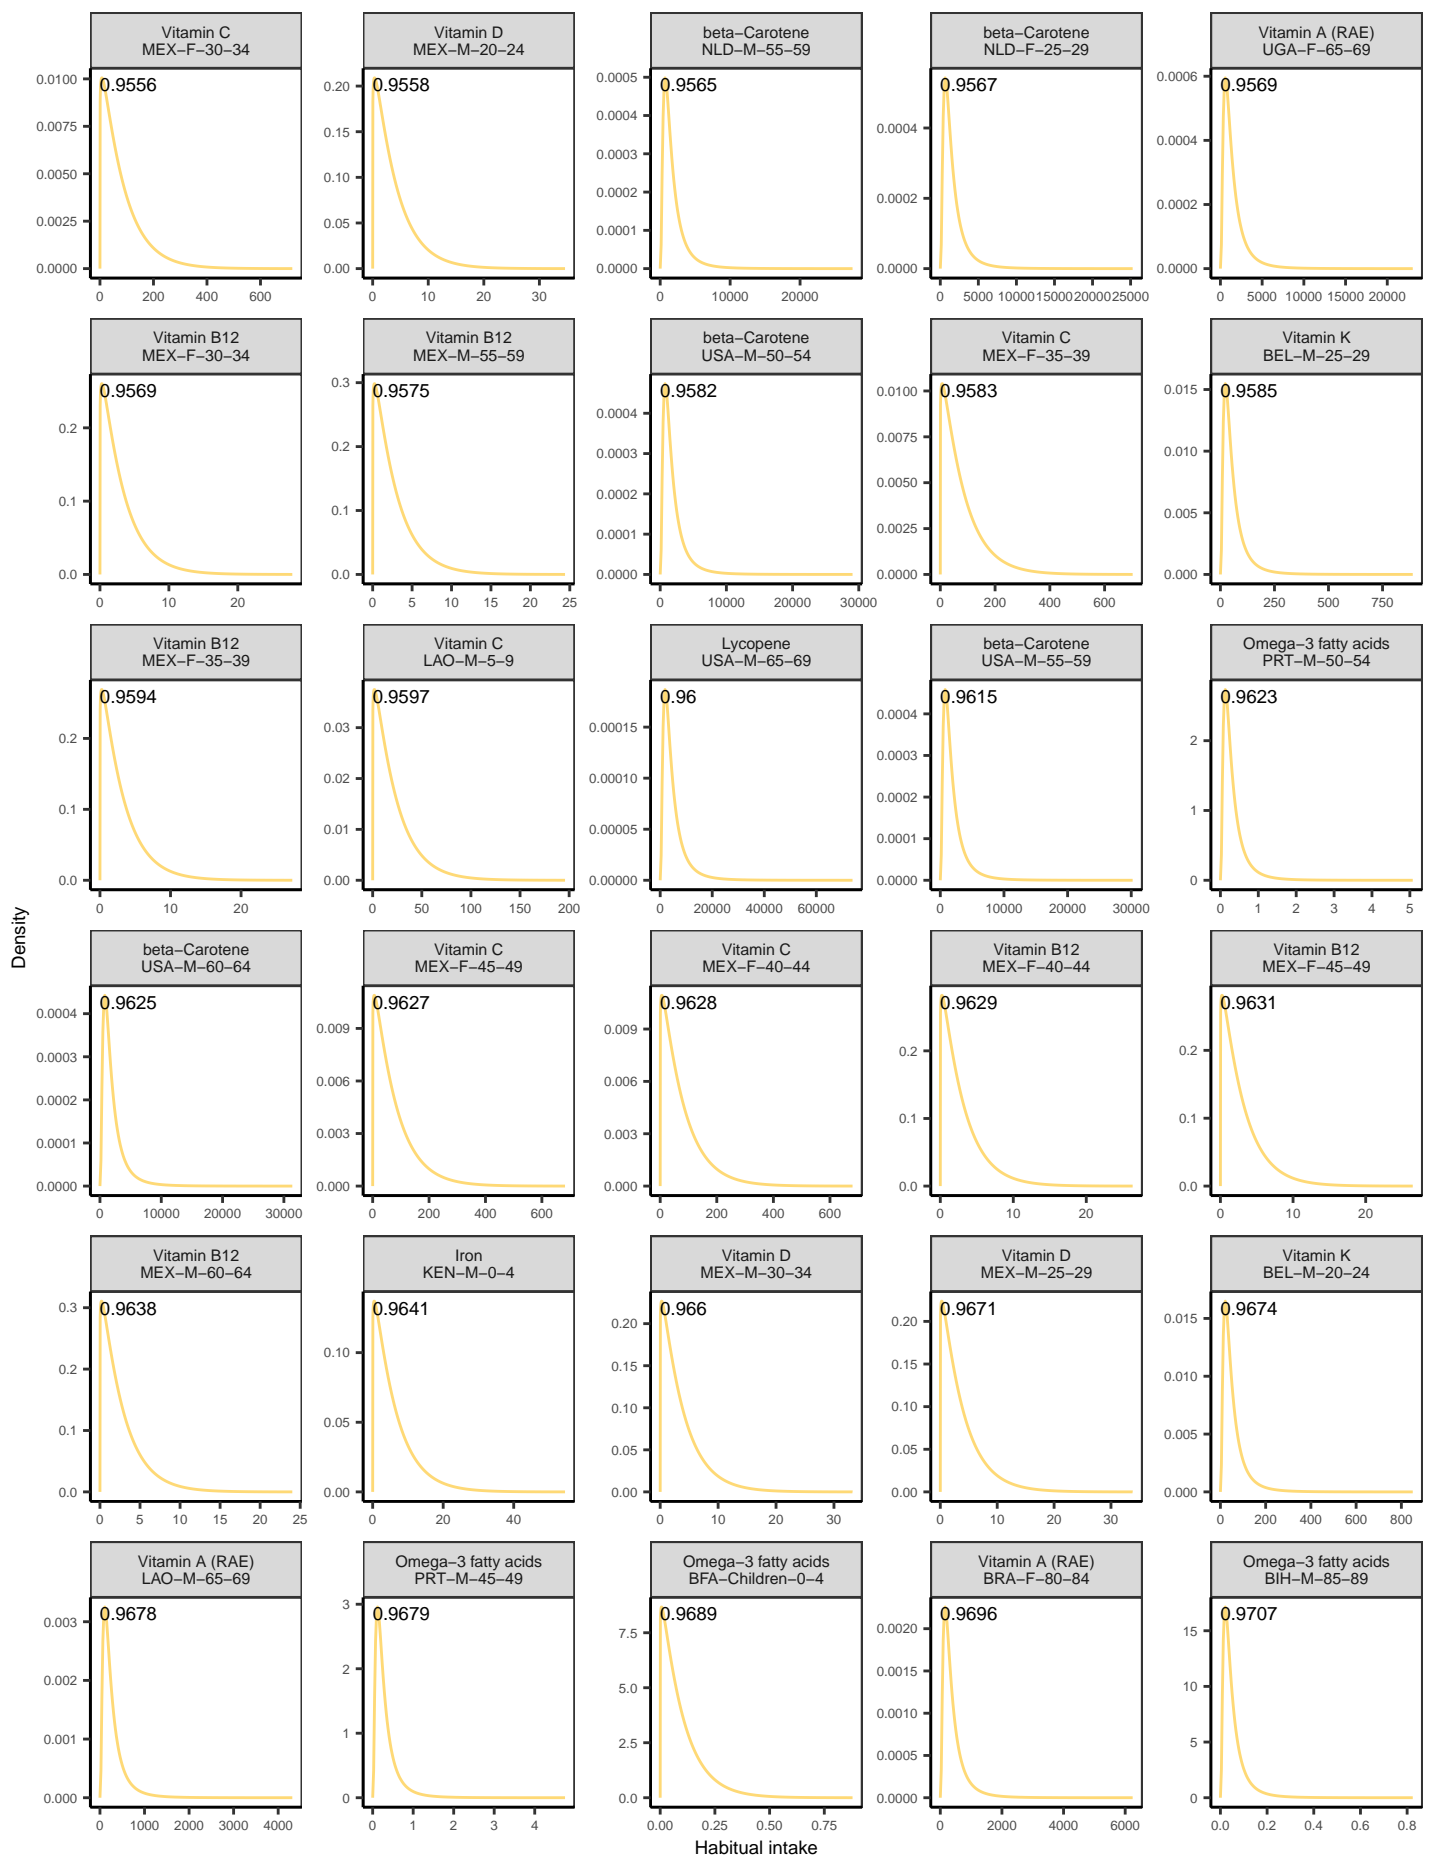 Vitamin C
MEX−F−30−34
0.9556
0.0100
0.0075
0.0050
0.0025
0.0000
0 200 400 600
Vitamin D
MEX−M−20−24
0.9558
0.20
0.15
0.10
0.05
0.00
0 10 20 30
beta−Carotene
NLD−M−55−59
0.9565
0.0005
0.0004
0.0003
0.0002
0.0001
0.0000
0 10000 20000
beta−Carotene
NLD−F−25−29
0.9567
0.0004
0.0002
0.0000
0 5000 10000 15000 20000 25000
Vitamin A (RAE)
UGA−F−65−69
0.9569
0.0006
0.0004
0.0002
0.0000
0 5000 10000 15000 20000
Vitamin B12
MEX−F−30−34
0.9569
0.2
0.1
0.0
0 10 20
Vitamin B12
MEX−M−55−59
0.9575
0.3
0.2
0.1
0.0
0 5 10 15 20 25
beta−Carotene
USA−M−50−54
0.9582
0.0004
0.0003
0.0002
0.0001
0.0000
0 10000 20000 30000
Vitamin C
MEX−F−35−39
0.9583
0.0100
0.0075
0.0050
0.0025
0.0000
0 200 400 600
Vitamin K
BEL−M−25−29
0.9585
0.015
0.010
0.005
0.000
0 250 500 750
Vitamin B12
MEX−F−35−39
0.9594
0.2
0.1
0.0
0 10 20
Vitamin C
LAO−M−5−9
0.9597
0.03
0.02
0.01
0.00
0 50 100 150 200
Lycopene
USA−M−65−69
0.96
0.00015
0.00010
0.00005
0.00000
0 20000 40000 60000
beta−Carotene
USA−M−55−59
0.9615
0.0004
0.0003
0.0002
0.0001
0.0000
0 10000 20000 30000
Omega−3 fatty acids
PRT−M−50−54
0.9623
2
1
0
0 1 2 3 4 5
Density
beta−Carotene
USA−M−60−64
0.9625
0.0004
0.0003
0.0002
0.0001
0.0000
0 10000 20000 30000
Vitamin C
MEX−F−45−49
0.9627
0.009
0.006
0.003
0.000
0 200 400 600
Vitamin C
MEX−F−40−44
0.9628
0.009
0.006
0.003
0.000
0 200 400 600
Vitamin B12
MEX−F−40−44
0.9629
0.2
0.1
0.0
0 10 20
Vitamin B12
MEX−F−45−49
0.9631
0.2
0.1
0.0
0 10 20
Vitamin B12
MEX−M−60−64
0.9638
0.3
0.2
0.1
0.0
0 5 10 15 20 25
Iron
KEN−M−0−4
0.9641
0.10
0.05
0.00
0 20 40
Vitamin D
MEX−M−30−34
0.966
0.20
0.15
0.10
0.05
0.00
0 10 20 30
Vitamin D
MEX−M−25−29
0.9671
0.20
0.15
0.10
0.05
0.00
0 10 20 30
Vitamin K
BEL−M−20−24
0.9674
0.015
0.010
0.005
0.000
0 200 400 600 800
Vitamin A (RAE)
LAO−M−65−69
0.9678
0.003
0.002
0.001
0.000
0 1000 2000 3000 4000
Omega−3 fatty acids
PRT−M−45−49
0.9679
3
2
1
0
0 1 2 3 4
Omega−3 fatty acids
BFA−Children−0−4
0.9689
7.5
5.0
2.5
0.0
0.00 0.25 0.50 0.75
Vitamin A (RAE)
BRA−F−80−84
0.9696
0.0020
0.0015
0.0010
0.0005
0.0000
0 2000 4000 6000
Omega−3 fatty acids
BIH−M−85−89
0.9707
15
10
5
0
0.0 0.2 0.4 0.6 0.8
Habitual intake